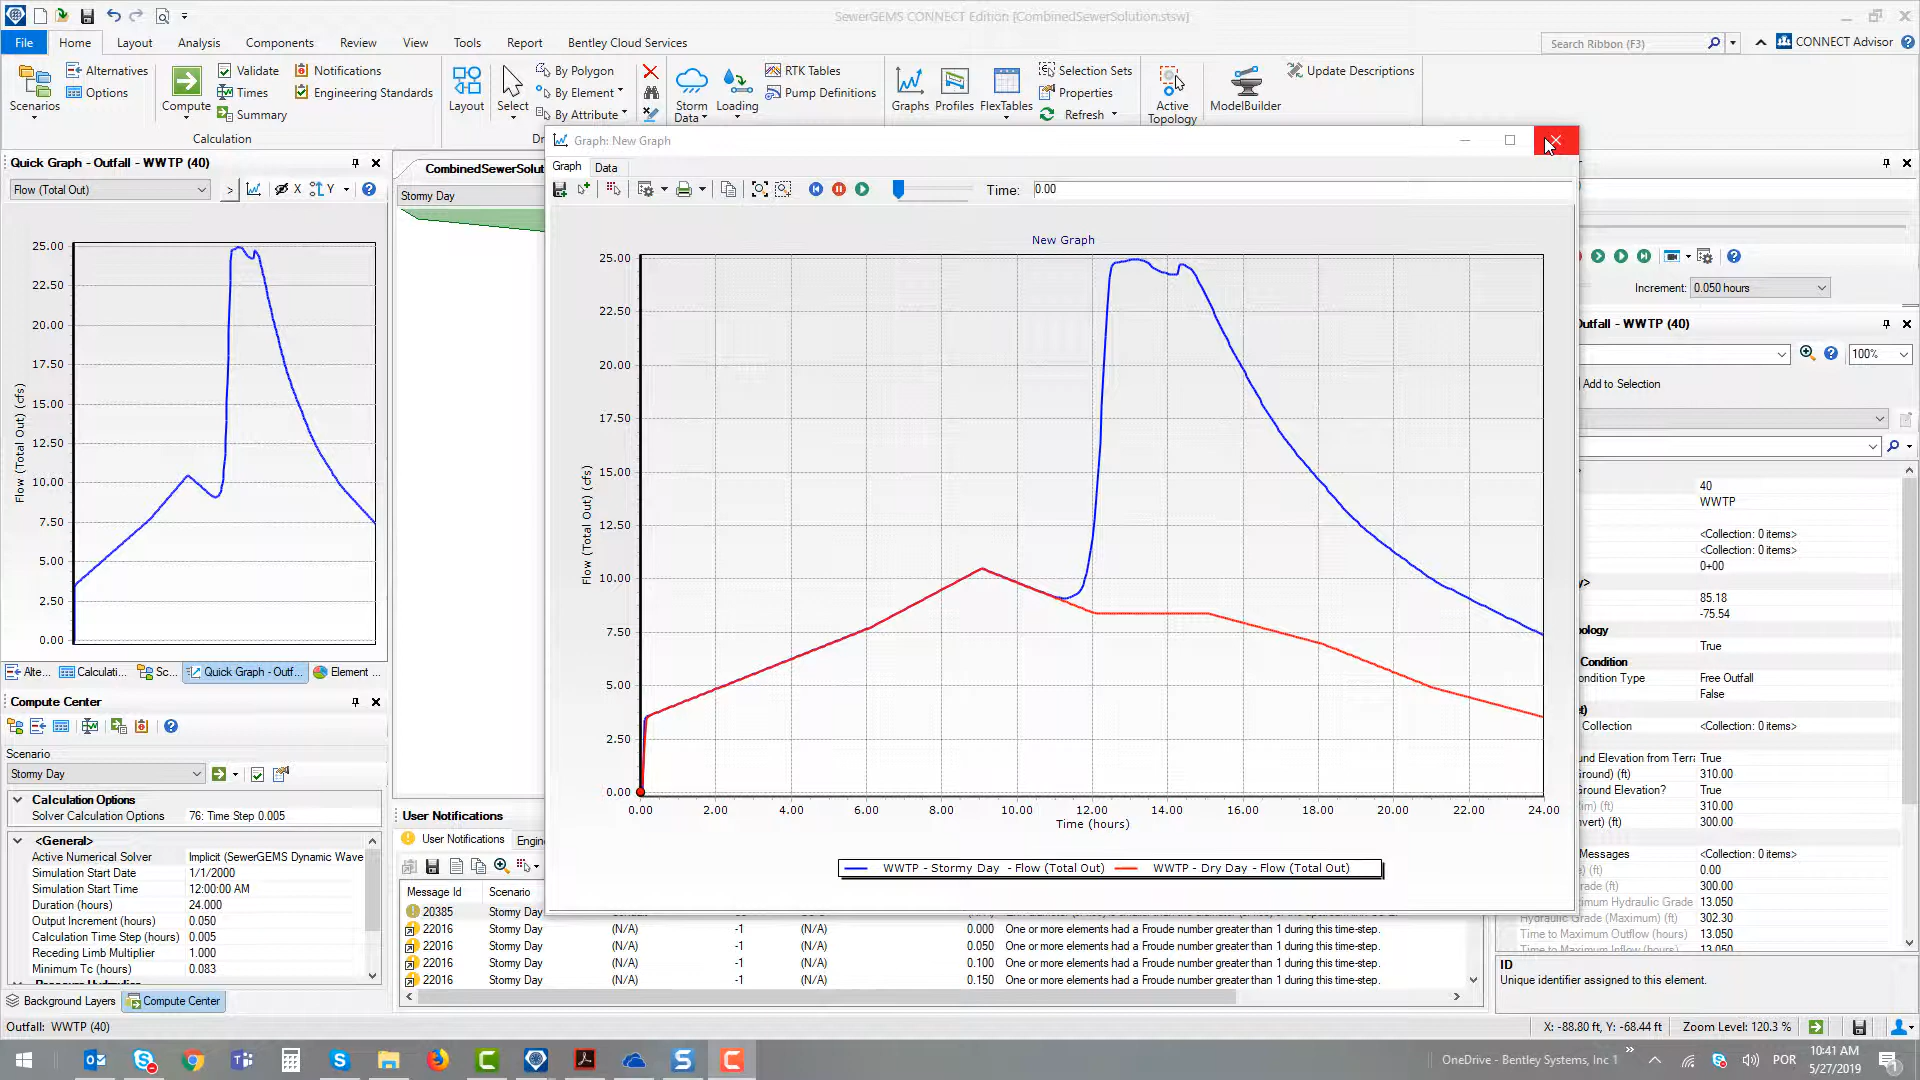 SewerGEMS CONNECT Edition [CombinedSewerSolution.stsw]
File Home Layout Analysis Components Review View Tools Report Bentley Cloud Services
Search Ribbon (F3) CONNECT Advisor
Scenarios Alternatives Options Compute Validate Times Summary Notifications Engineering Standards
Calculation
Layout Select By Polygon By Element By Attribute
Storm Data Loading RTK Tables Pump Definitions
Graphs Profiles FlexTables Selection Sets Properties Refresh
Active Topology ModelBuilder Update Descriptions
Quick Graph - Outfall - WWTP (40)
Flow (Total Out)
> X Y
25.00
22.50
20.00
17.50
15.00
12.50
10.00
7.50
5.00
2.50
0.00
Flow (Total Out) (cfs)
Alte... Calculati... Sc... Quick Graph - Outf... Element ...
Compute Center
Scenario
Stormy Day
Calculation Options
Solver Calculation Options 76: Time Step 0.005
<General>
Active Numerical Solver Implicit (SewerGEMS Dynamic Wave
Simulation Start Date 1/1/2000
Simulation Start Time 12:00:00 AM
Duration (hours) 24.000
Output Increment (hours) 0.050
Calculation Time Step (hours) 0.005
Receding Limb Multiplier 1.000
Minimum Tc (hours) 0.083
Background Layers Compute Center
Outfall: WWTP (40)
CombinedSewerSolut
Stormy Day
Graph: New Graph
Graph Data
Time: 0.00
New Graph
25.00
22.50
20.00
17.50
15.00
12.50
10.00
7.50
5.00
2.50
0.00
Flow (Total Out) (cfs)
0.00 2.00 4.00 6.00 8.00 10.00 12.00 14.00 16.00 18.00 20.00 22.00 24.00
Time (hours)
WWTP - Stormy Day - Flow (Total Out) WWTP - Dry Day - Flow (Total Out)
User Notifications
User Notifications Engine
Message Id Scenario
20385 Stormy Day
22016 Stormy Day (N/A) -1 (N/A) 0.000 One or more elements had a Froude number greater than 1 during this time-step.
22016 Stormy Day (N/A) -1 (N/A) 0.050 One or more elements had a Froude number greater than 1 during this time-step.
22016 Stormy Day (N/A) -1 (N/A) 0.100 One or more elements had a Froude number greater than 1 during this time-step.
22016 Stormy Day (N/A) -1 (N/A) 0.150 One or more elements had a Froude number greater than 1 during this time-step.
Increment: 0.050 hours
Outfall - WWTP (40)
100%
Add to Selection
40
WWTP
<Collection: 0 items>
<Collection: 0 items>
0+00
85.18
-75.54
pology
True
Condition
ondition Type Free Outfall
False
Collection <Collection: 0 items>
und Elevation from Terra True
round) (ft) 310.00
Ground Elevation? True
im) (ft) 310.00
nvert) (ft) 300.00
Messages <Collection: 0 items>
0.00
rade (ft) 300.00
ximum Hydraulic Grade 13.050
Hydraulic Grade (Maximum) (ft) 302.30
Time to Maximum Outflow (hours) 13.050
Time to Maximum Inflow (hours) 13.050
ID
Unique identifier assigned to this element.
X: -88.80 ft, Y: -68.44 ft Zoom Level: 120.3 %
OneDrive - Bentley Systems, Inc 1 POR 10:41 AM
5/27/2019